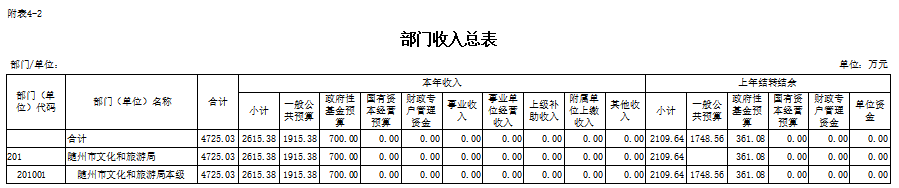 附表4-2
部门收入总表
部门/单位： 单位：万元
部门（单位）代码 部门（单位）名称 合计 本年收入 上年结转结余
小计 一般公共预算 政府性基金预算 国有资本经营预算 财政专户管理资金 事业收入 事业单位经营收入 上级补助收入 附属单位上缴收入 其他收入 小计 一般公共预算 政府性基金预算 国有资本经营预算 财政专户管理资金 单位资金
合计 4725.03 2615.38 1915.38 700.00 0.00 0.00 0.00 0.00 0.00 0.00 0.00 2109.64 1748.56 361.08 0.00 0.00 0.00
201 随州市文化和旅游局 4725.03 2615.38 1915.38 700.00 0.00 0.00 0.00 0.00 0.00 0.00 0.00 2109.64 361.08 0.00 0.00 0.00
201001 随州市文化和旅游局本级 4725.03 2615.38 1915.38 700.00 0.00 0.00 0.00 0.00 0.00 0.00 0.00 2109.64 1748.56 361.08 0.00 0.00 0.00